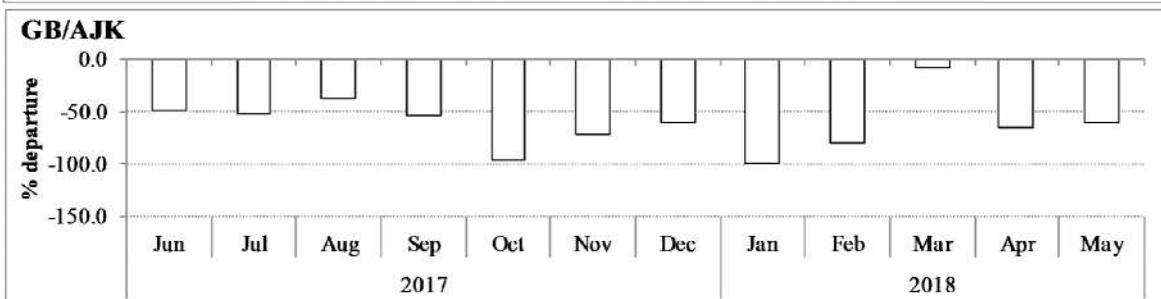 GB/AJK
% departure
0.0
-50.0
-100.0
-150.0
Jun Jul Aug Sep Oct Nov Dec Jan Feb Mar Apr May
2017 2018